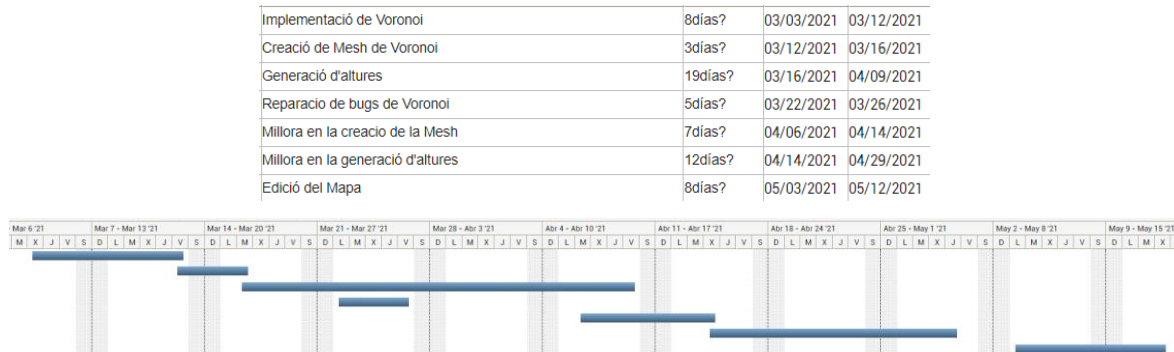 Implementació de Voronoi 8días? 03/03/2021 03/12/2021
Creació de Mesh de Voronoi 3días? 03/12/2021 03/16/2021
Generació d'altures 19días? 03/16/2021 04/09/2021
Reparacio de bugs de Voronoi 5días? 03/22/2021 03/26/2021
Millora en la creacio de la Mesh 7días? 04/06/2021 04/14/2021
Millora en la generació d'altures 12días? 04/14/2021 04/29/2021
Edició del Mapa 8días? 05/03/2021 05/12/2021
- Mar 6 '21 Mar 7 - Mar 13 '21 Mar 14 - Mar 20 '21 Mar 21 - Mar 27 '21 Mar 28 - Abr 3 '21 Abr 4 - Abr 10 '21 Abr 11 - Abr 17 '21 Abr 18 - Abr 24 '21 Abr 25 - May 1 '21 May 2 - May 8 '21 May 9 - May 15 '21
M X J V S D L M X J V S D L M X J V S D L M X J V S D L M X J V S D L M X J V S D L M X J V S D L M X J V S D L M X J V S D L M X J V S D L M X